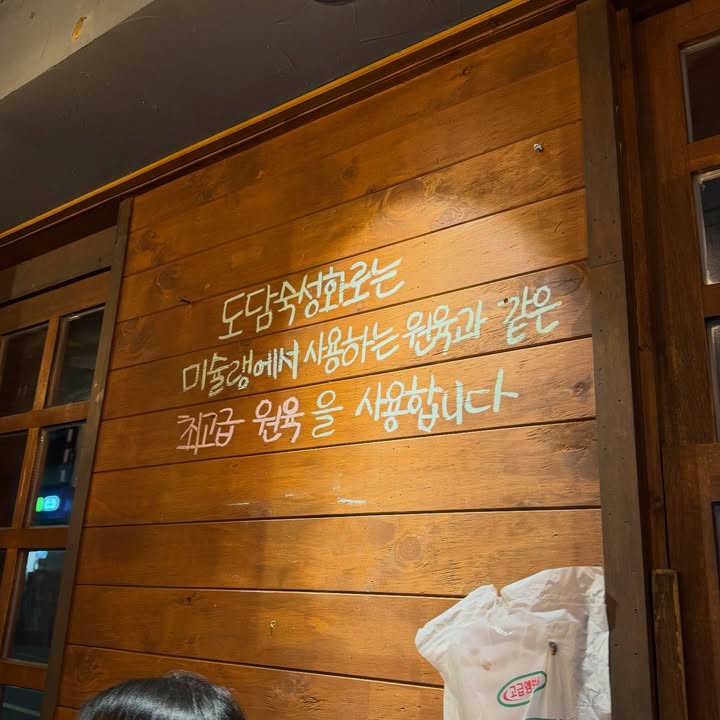 도담숙성화로는
미슐랭에서 사용하는 원육과 같은
최고급 원육을 사용합니다